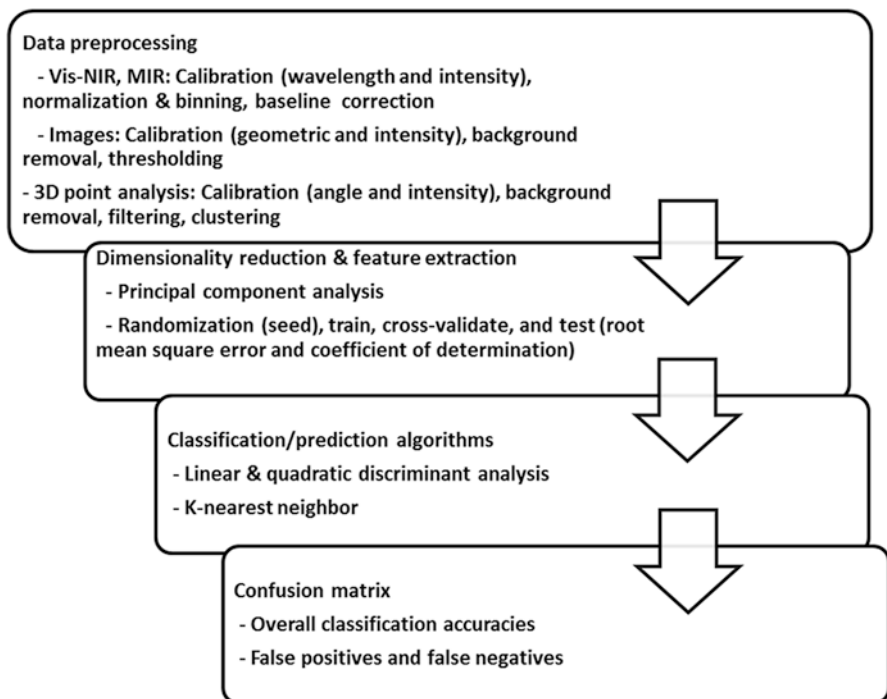 Data preprocessing
- Vis-NIR, MIR: Calibration (wavelength and intensity),
normalization & binning, baseline correction
- Images: Calibration (geometric and intensity), background
removal, thresholding
- 3D point analysis: Calibration (angle and intensity), background
removal, filtering, clustering
Dimensionality reduction & feature extraction
- Principal component analysis
- Randomization (seed), train, cross-validate, and test (root
mean square error and coefficient of determination)
Classification/prediction algorithms
- Linear & quadratic discriminant analysis
- K-nearest neighbor
Confusion matrix
- Overall classification accuracies
- False positives and false negatives